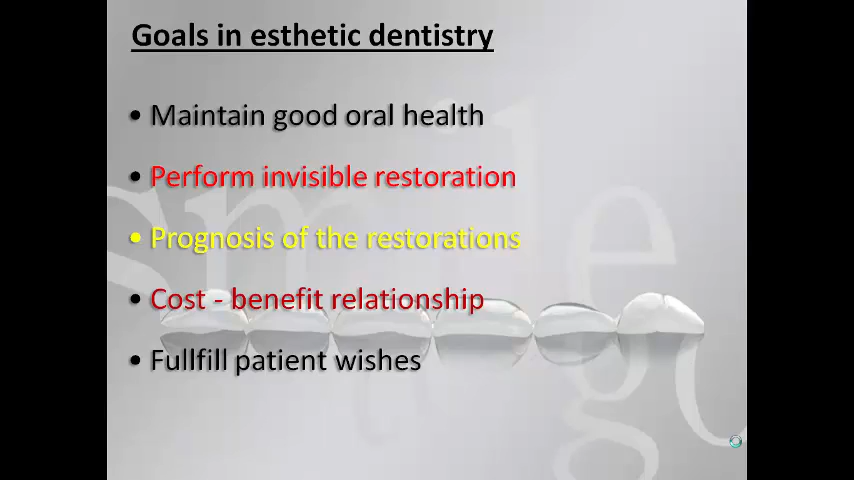 Goals in esthetic dentistry
• Maintain good oral health
• Perform invisible restoration
• Prognosis of the restorations
• Cost - benefit relationship
• Fullfill patient wishes
smile